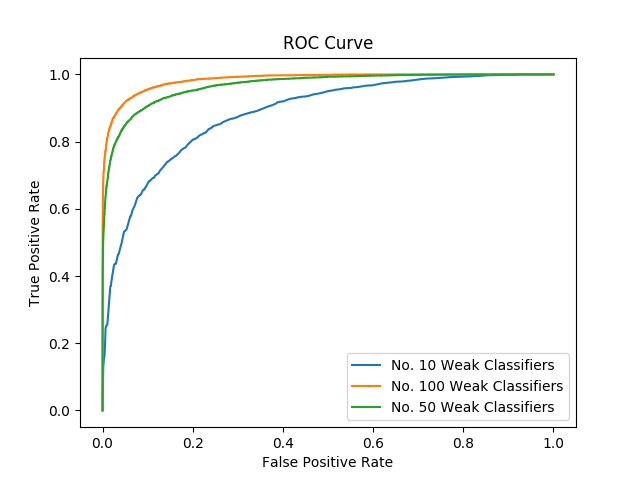 ROC Curve
True Positive Rate
1.0
0.8
0.6
0.4
0.2
0.0
No. 10 Weak Classifiers
No. 100 Weak Classifiers
No. 50 Weak Classifiers
0.0 0.2 0.4 0.6 0.8 1.0
False Positive Rate